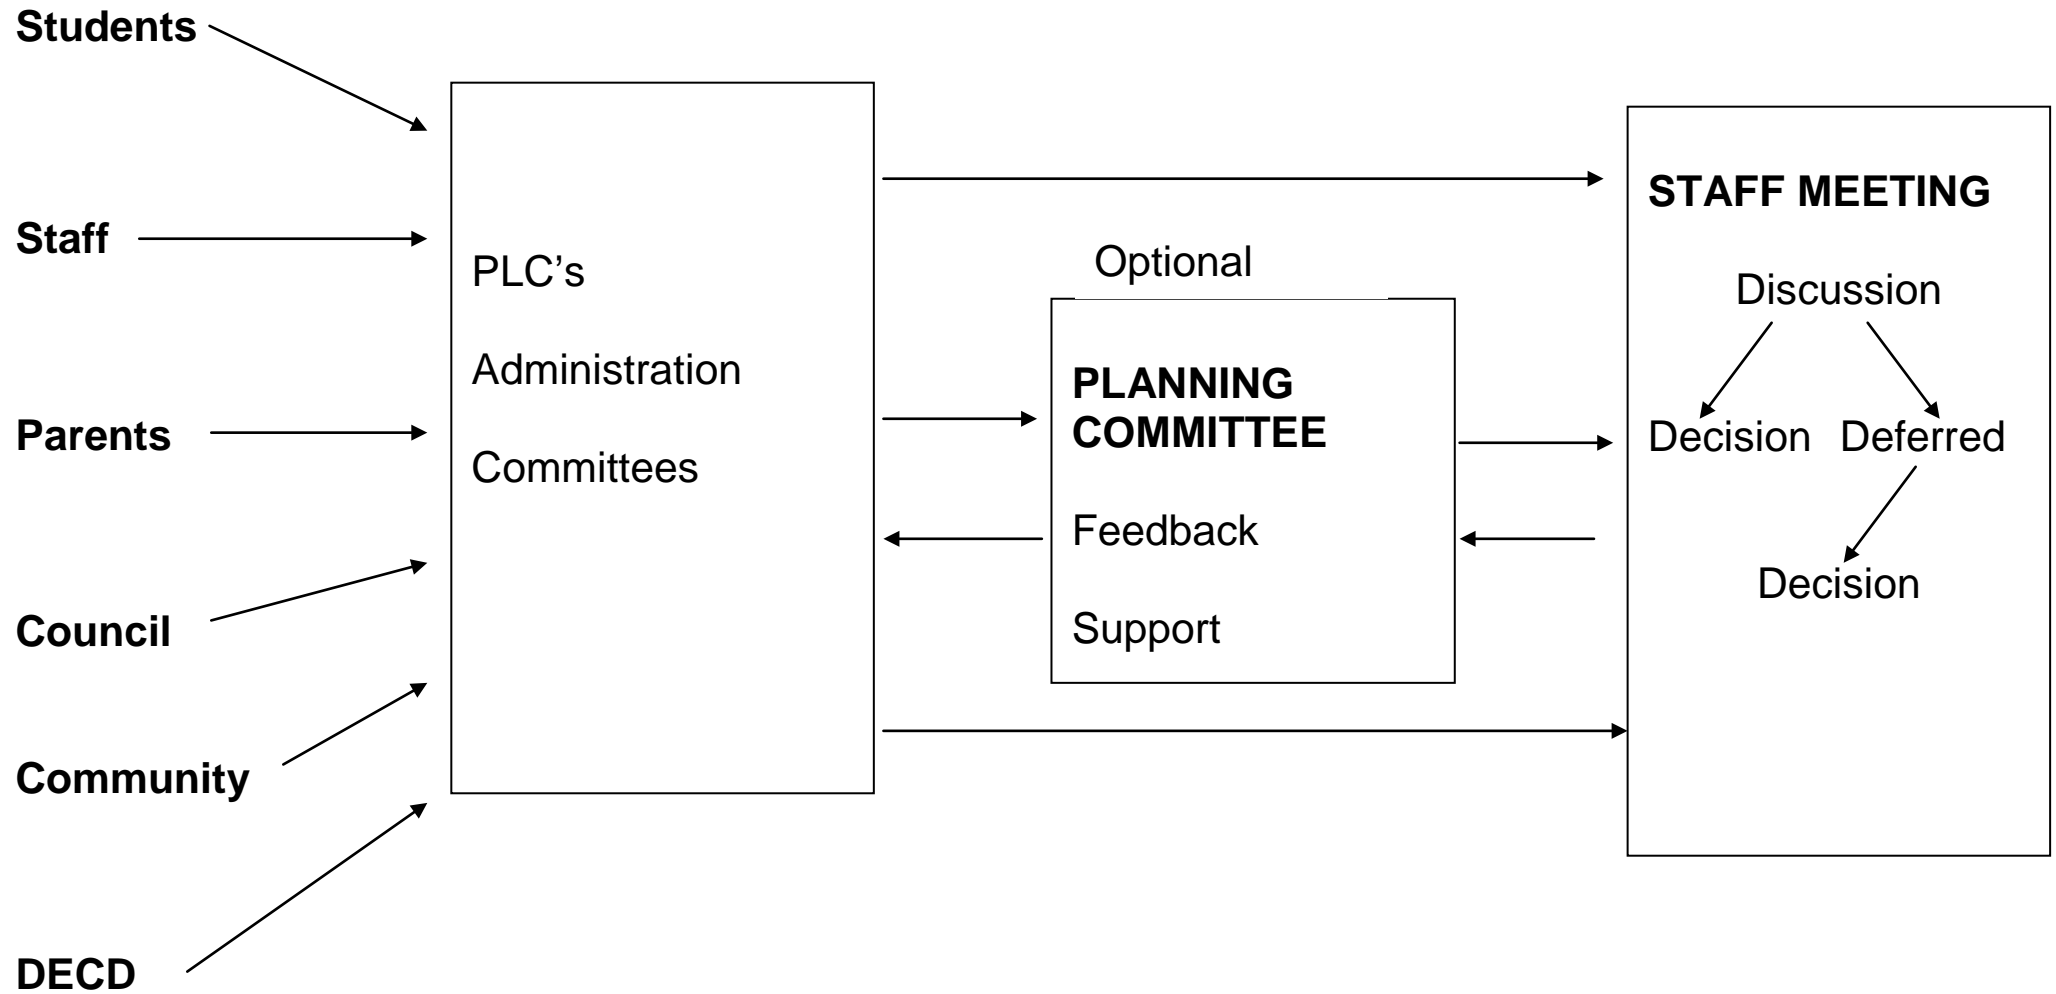 Students
Staff
Parents
Council
Community
DECD
PLC’s
Administration
Committees
Optional
PLANNING
COMMITTEE
Feedback
Support
STAFF MEETING
Discussion
Decision Deferred
Decision